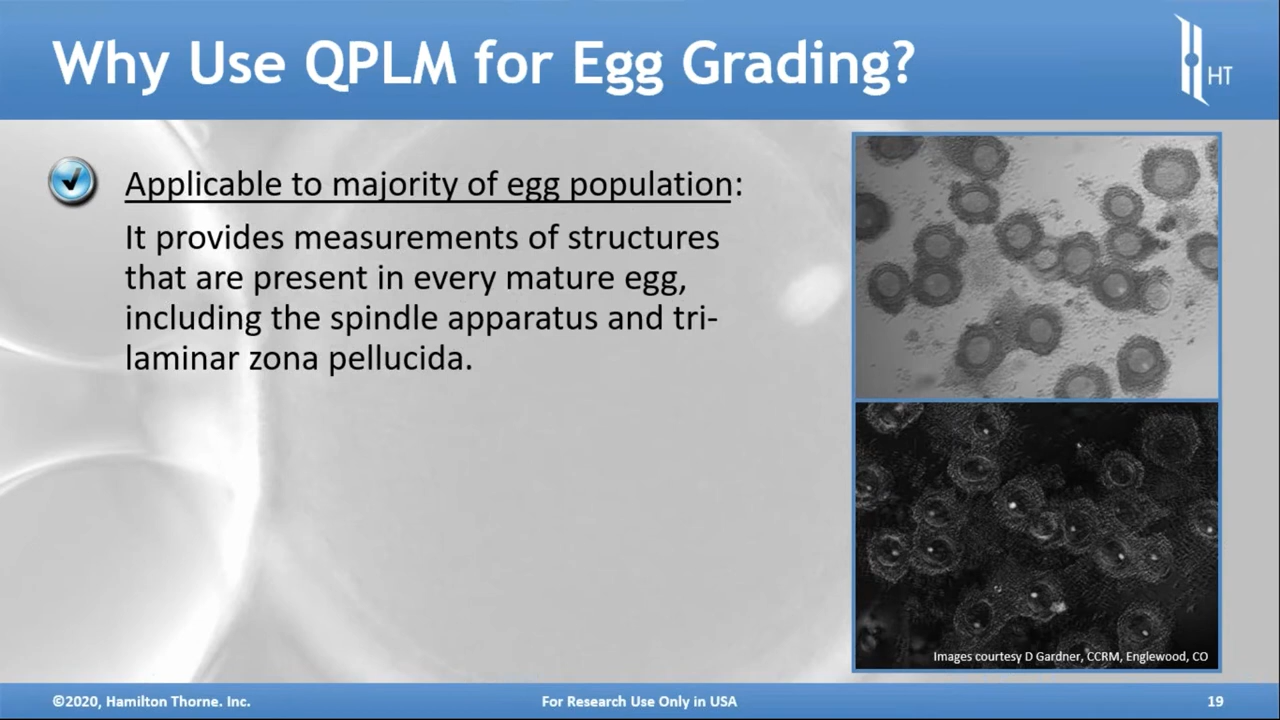 Why Use QPLM for Egg Grading?
HT
Applicable to majority of egg population:
It provides measurements of structures
that are present in every mature egg,
including the spindle apparatus and tri-
laminar zona pellucida.
Images courtesy D Gardner, CCRM, Englewood, CO
©2020, Hamilton Thorne. Inc.
For Research Use Only in USA
19